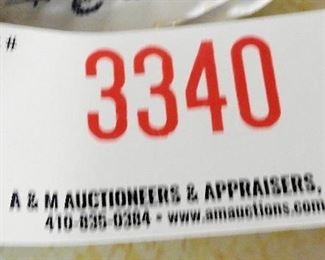 #
3340
A & M AUCTIONEERS & APPRAISERS,
410-835-0384 - www.amauctions.com